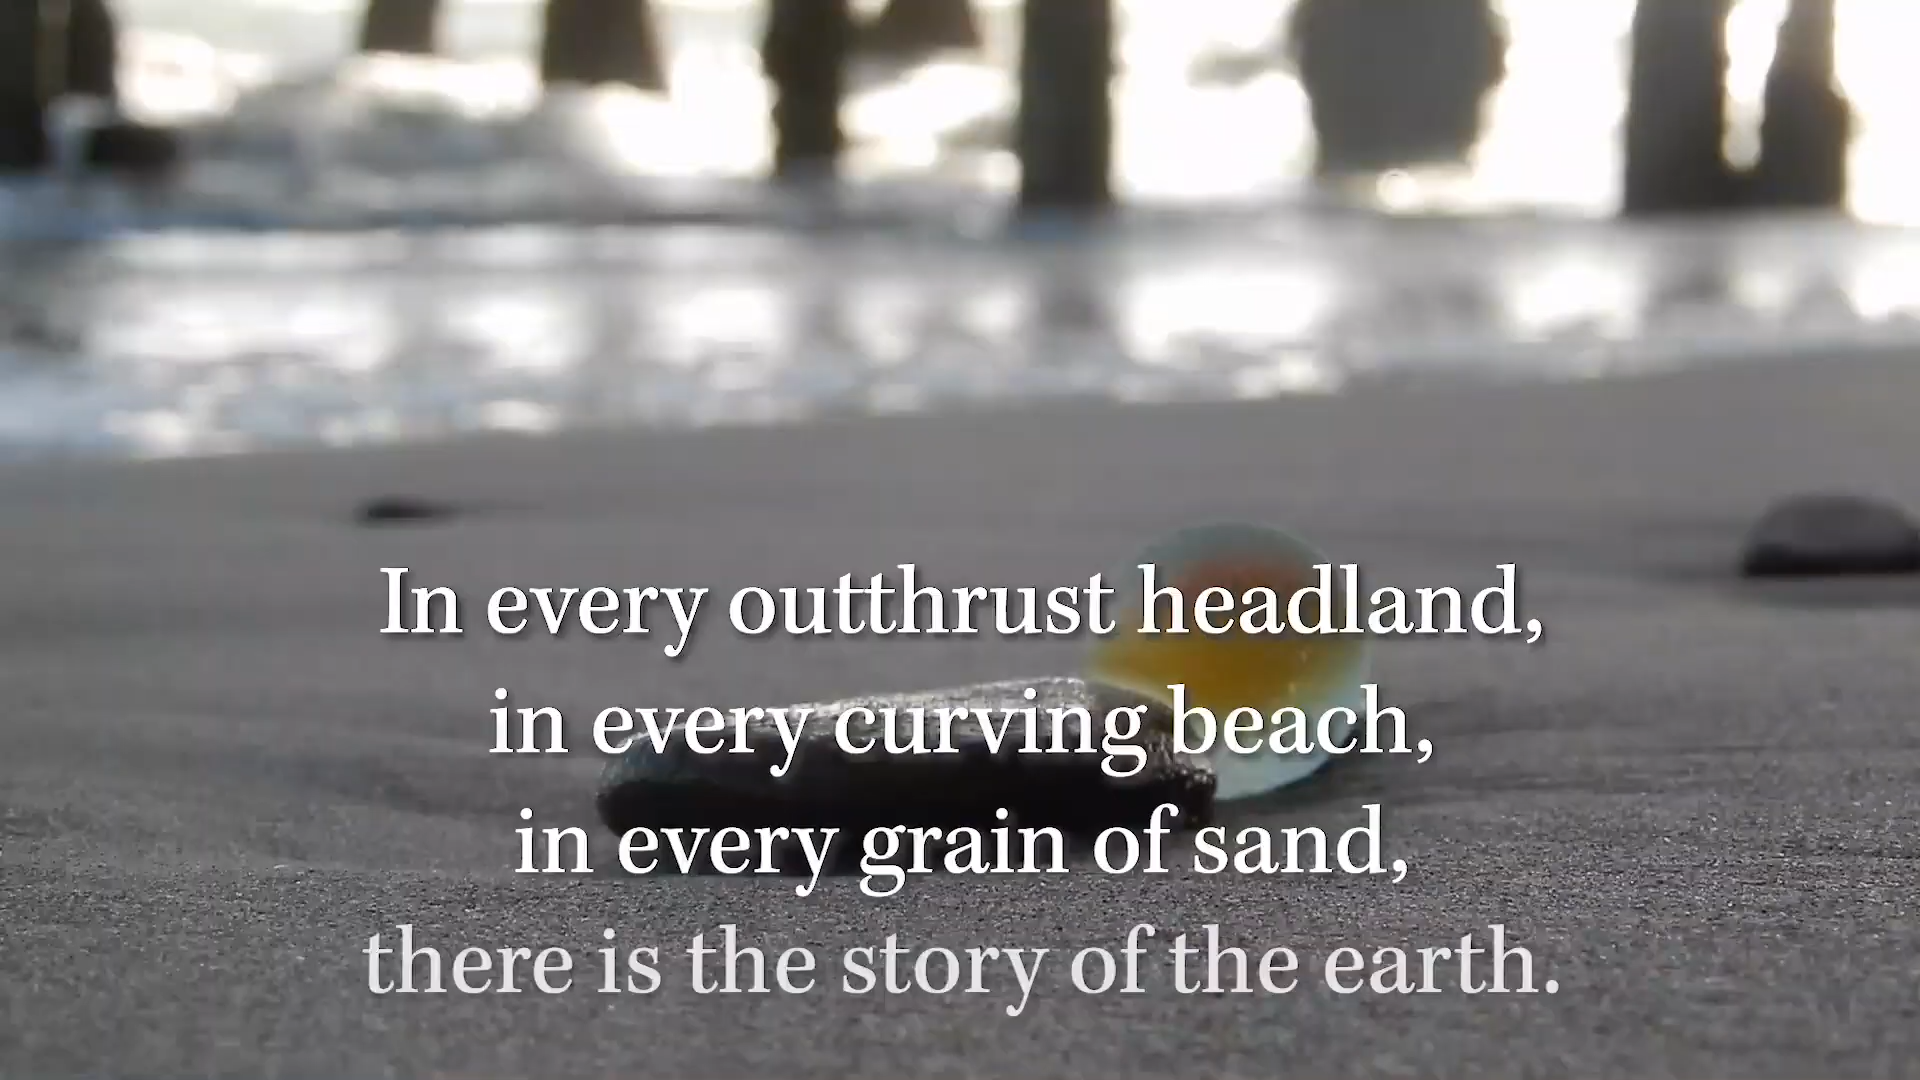 In every outthrust headland,
in every curving beach,
in every grain of sand,
there is the story of the earth.